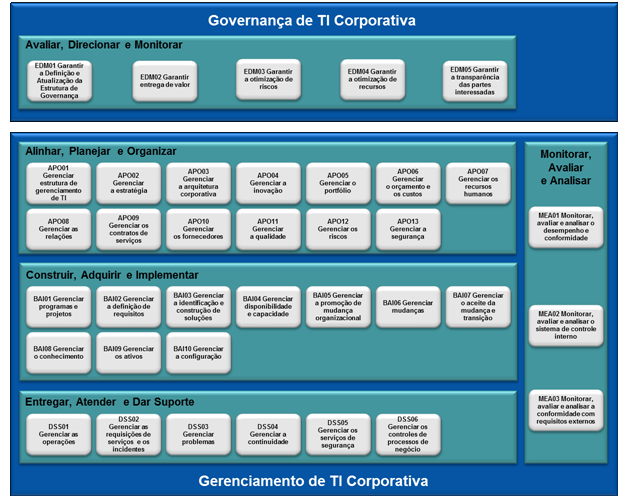 Governança de TI Corporativa
Avaliar, Direcionar e Monitorar
EDM01 Garantir
a Definição e
Atualização da
Estrutura de
Governança
EDM02 Garantir
entrega de valor
EDM03 Garantir
a otimização de
riscos
EDM04 Garantir
a otimização de
recursos
EDM05 Garantir
a transparência
das partes
interessadas
Alinhar, Planejar e Organizar
APO01
Gerenciar
estrutura de
gerenciamento
de TI
APO02
Gerenciar
a estratégia
APO03
Gerenciar
a arquitetura
corporativa
APO04
Gerenciar
a inovação
APO05
Gerenciar
o portfólio
APO06
Gerenciar
o orçamento e
os custos
APO07
Gerenciar os
recursos
humanos
APO08
Gerenciar as
relações
APO09
Gerenciar os
contratos de
serviços
APO10
Gerenciar
os fornecedores
APO11
Gerenciar
a qualidade
APO12
Gerenciar
os riscos
APO13
Gerenciar a
segurança
Construir, Adquirir e Implementar
BAI01 Gerenciar
programas e
projetos
BAI02 Gerenciar
a definição de
requisitos
BAI03 Gerenciar
a identificação e
construção de
soluções
BAI04 Gerenciar
disponibilidade
e capacidade
BAI05 Gerenciar
a promoção de
mudança
organizacional
BAI06 Gerenciar
mudanças
BAI07 Gerenciar
o aceite da
mudança e
transição
BAI08 Gerenciar
o conhecimento
BAI09 Gerenciar
os ativos
BAI10 Gerenciar
a configuração
Entregar, Atender e Dar Suporte
DSS01
Gerenciar as
operações
DSS02
Gerenciar as
requisições de
serviços e os
incidentes
DSS03
Gerenciar
problemas
DSS04
Gerenciar a
continuidade
DSS05
Gerenciar os
serviços de
segurança
DSS06
Gerenciar os
controles de
processos de
negócio
Monitorar,
Avaliar
e Analisar
MEA01 Monitorar,
avaliar e analisar o
desempenho e
conformidade
MEA02 Monitorar,
avaliar e analisar o
sistema de controle
interno
MEA03 Monitorar,
avaliar e analisar a
conformidade com
requisitos externos
Gerenciamento de TI Corporativa